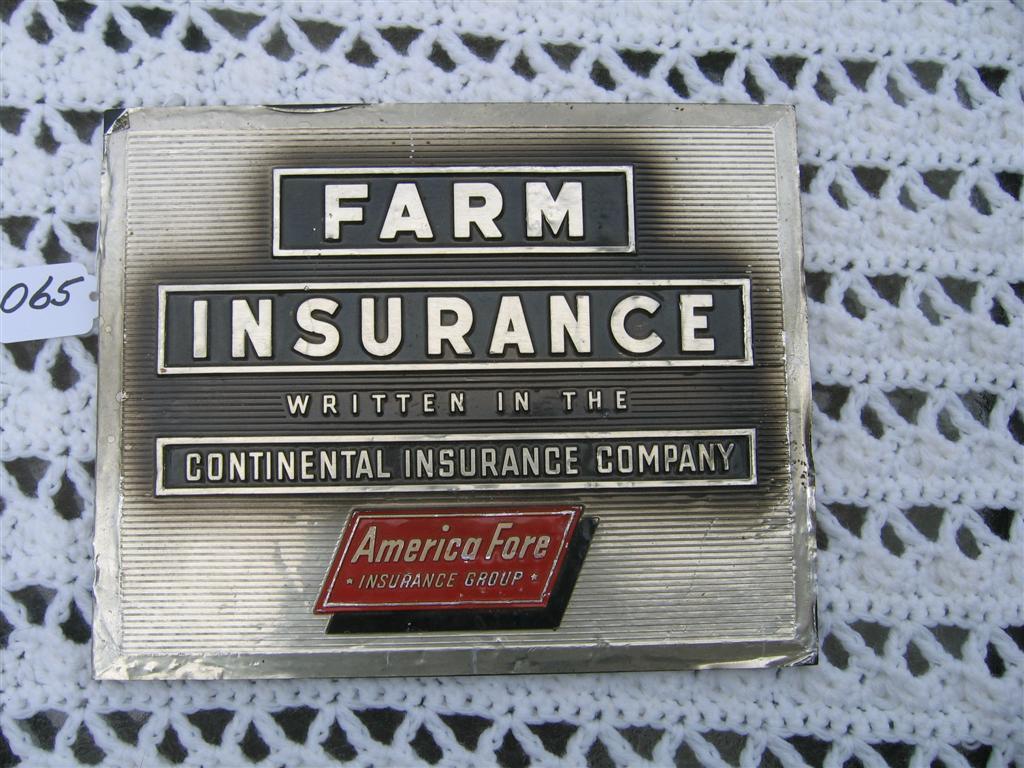 FARM
INSURANCE
WRITTEN IN THE
CONTINENTAL INSURANCE COMPANY
America Fore
* INSURANCE GROUP *
065